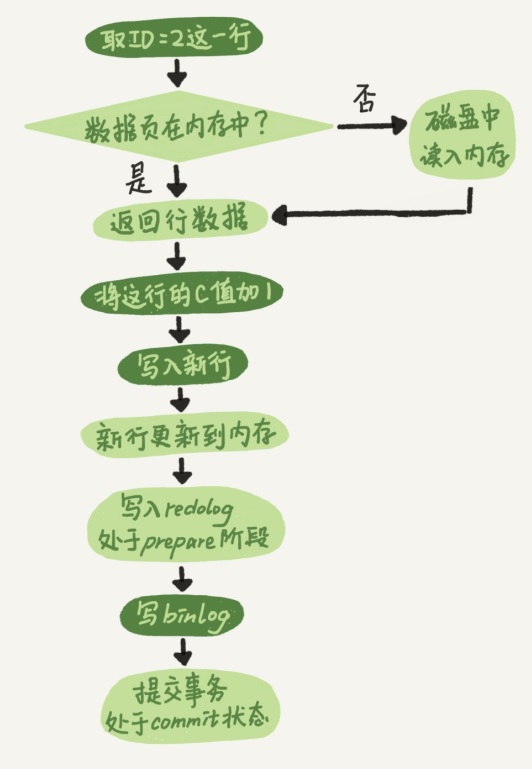 取ID=2这一行
数据页在内存中?
否
磁盘中
读入内存
是
返回行数据
将这行的C值加1
写入新行
新行更新到内存
写入redolog
处于prepare阶段
写binlog
提交事务
处于commit状态